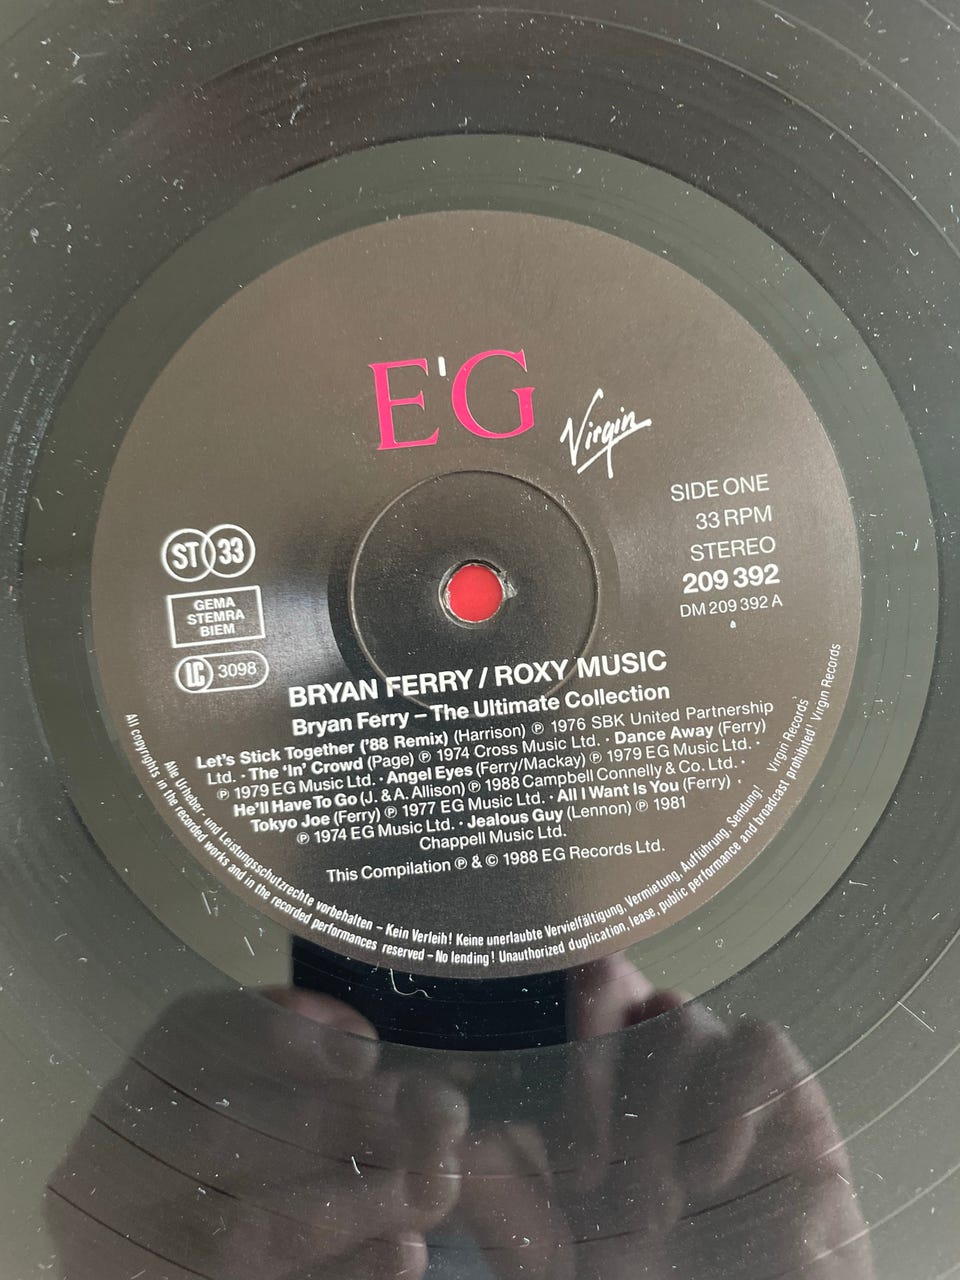 E'G
Virgin
SIDE ONE
33 RPM
STEREO
209 392
DM 209 392 A
ST 33
GEMA
STEMRA
BIEM
LC 3098
BRYAN FERRY / ROXY MUSIC
Bryan Ferry – The Ultimate Collection
Let's Stick Together ('88 Remix) (Harrison) ℗ 1976 SBK United Partnership
Ltd. · The 'In' Crowd (Page) ℗ 1974 Cross Music Ltd. · Dance Away (Ferry)
℗ 1979 EG Music Ltd. · Angel Eyes (Ferry/Mackay) ℗ 1979 EG Music Ltd. ·
He'll Have To Go (J. & A. Allison) ℗ 1988 Campbell Connelly & Co. Ltd. ·
Tokyo Joe (Ferry) ℗ 1977 EG Music Ltd. · All I Want Is You (Ferry) ·
℗ 1974 EG Music Ltd. · Jealous Guy (Lennon) ℗ 1981
Chappell Music Ltd.
This Compilation ℗ & © 1988 EG Records Ltd.
Alle Urheber- und Leistungsschutzrechte vorbehalten – Kein Verleih! Keine unerlaubte Vervielfältigung, Vermietung, Aufführung, Sendung! Virgin Records
All copyrights in the recorded works and in the recorded performances reserved – No lending! Unauthorized duplication, lease, public performance and broadcast prohibited! Virgin Records